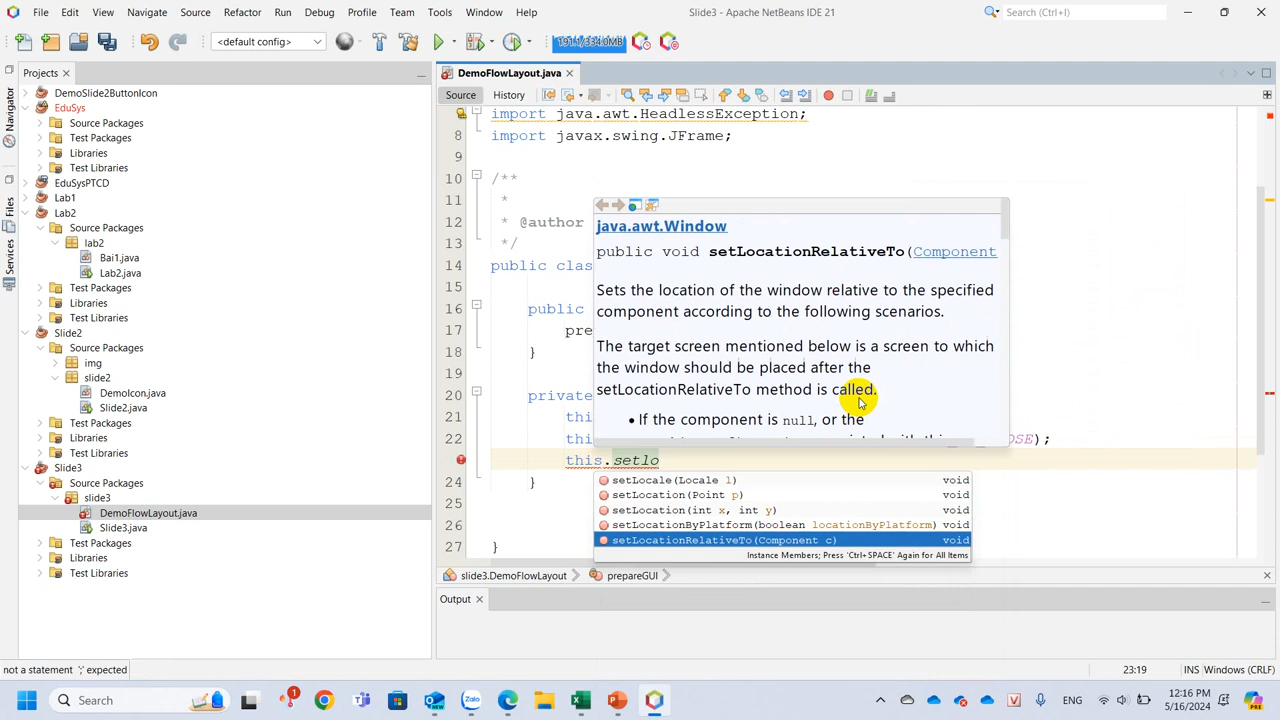 File Edit View Navigate Source Refactor Run Debug Profile Team Tools Window Help
Slide3 - Apache NetBeans IDE 21
Search (Ctrl+I)
<default config>
191.1/334.0MB
Projects
DemoFlowLayout.java
Source History
Navigator
Files
Services
DemoSlide2ButtonIcon
EduSys
Source Packages
Test Packages
Libraries
Test Libraries
EduSysPTCD
Lab1
Lab2
Source Packages
lab2
Bai1.java
Lab2.java
Test Packages
Libraries
Test Libraries
Slide2
Source Packages
img
slide2
DemoIcon.java
Slide2.java
Test Packages
Libraries
Test Libraries
Slide3
Source Packages
slide3
DemoFlowLayout.java
Slide3.java
Test Packages
Libraries
Test Libraries
import java.awt.HeadlessException;
8 import javax.swing.JFrame;
9
10 /**
11 *
12 * @author
13 */
14 public clas
15
16 public
17 pre
18 }
20 private
21 thi
22 thi OSE);
this.setlo
24 }
25
26
27 }
java.awt.Window
public void setLocationRelativeTo(Component
Sets the location of the window relative to the specified
component according to the following scenarios.
The target screen mentioned below is a screen to which
the window should be placed after the
setLocationRelativeTo method is called.
• If the component is null, or the
setLocale(Locale l) void
setLocation(Point p) void
setLocation(int x, int y) void
setLocationByPlatform(boolean locationByPlatform) void
setLocationRelativeTo(Component c) void
Instance Members; Press 'Ctrl+SPACE' Again for All Items
slide3.DemoFlowLayout prepareGUI
Output
not a statement ';' expected
23:19 INS Windows (CRLF)
Search
1
NEW
ENG
12:16 PM
5/16/2024